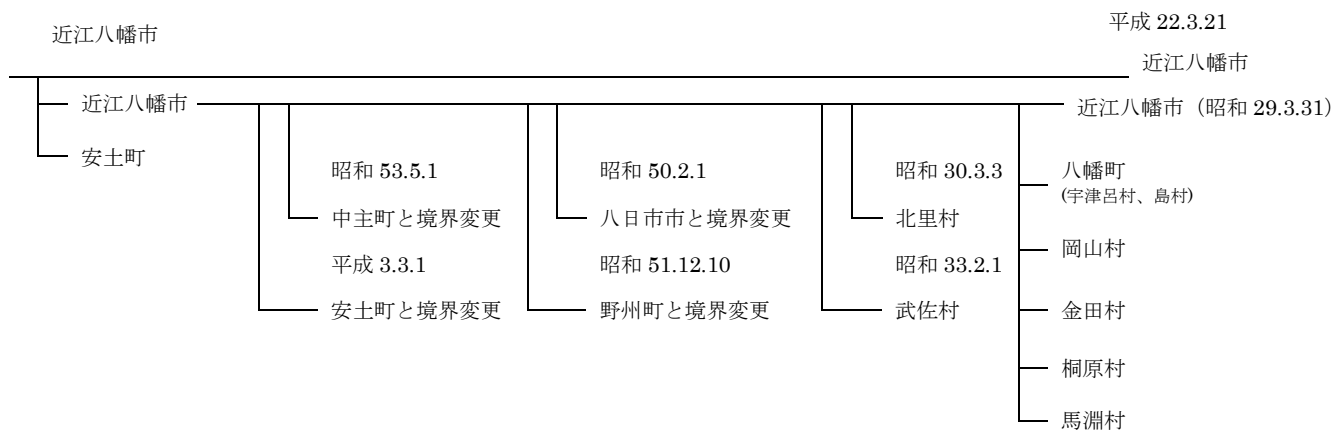 近江八幡市
平成 22.3.21
近江八幡市
近江八幡市
近江八幡市（昭和 29.3.31）
安土町
昭和 53.5.1
中主町と境界変更
平成 3.3.1
安土町と境界変更
昭和 50.2.1
八日市市と境界変更
昭和 51.12.10
野州町と境界変更
昭和 30.3.3
北里村
昭和 33.2.1
武佐村
八幡町
(宇津呂村、島村)
岡山村
金田村
桐原村
馬淵村